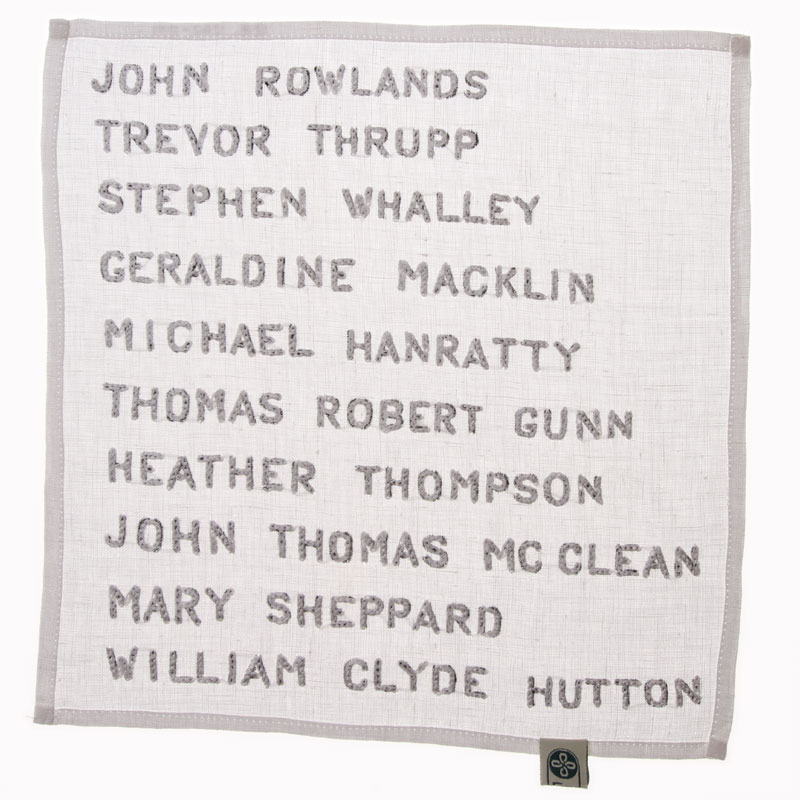 JOHN ROWLANDS
TREVOR THRUPP
STEPHEN WHALLEY
GERALDINE MACKLIN
MICHAEL HANRATTY
THOMAS ROBERT GUNN
HEATHER THOMPSON
JOHN THOMAS MC CLEAN
MARY SHEPPARD
WILLIAM CLYDE HUTTON